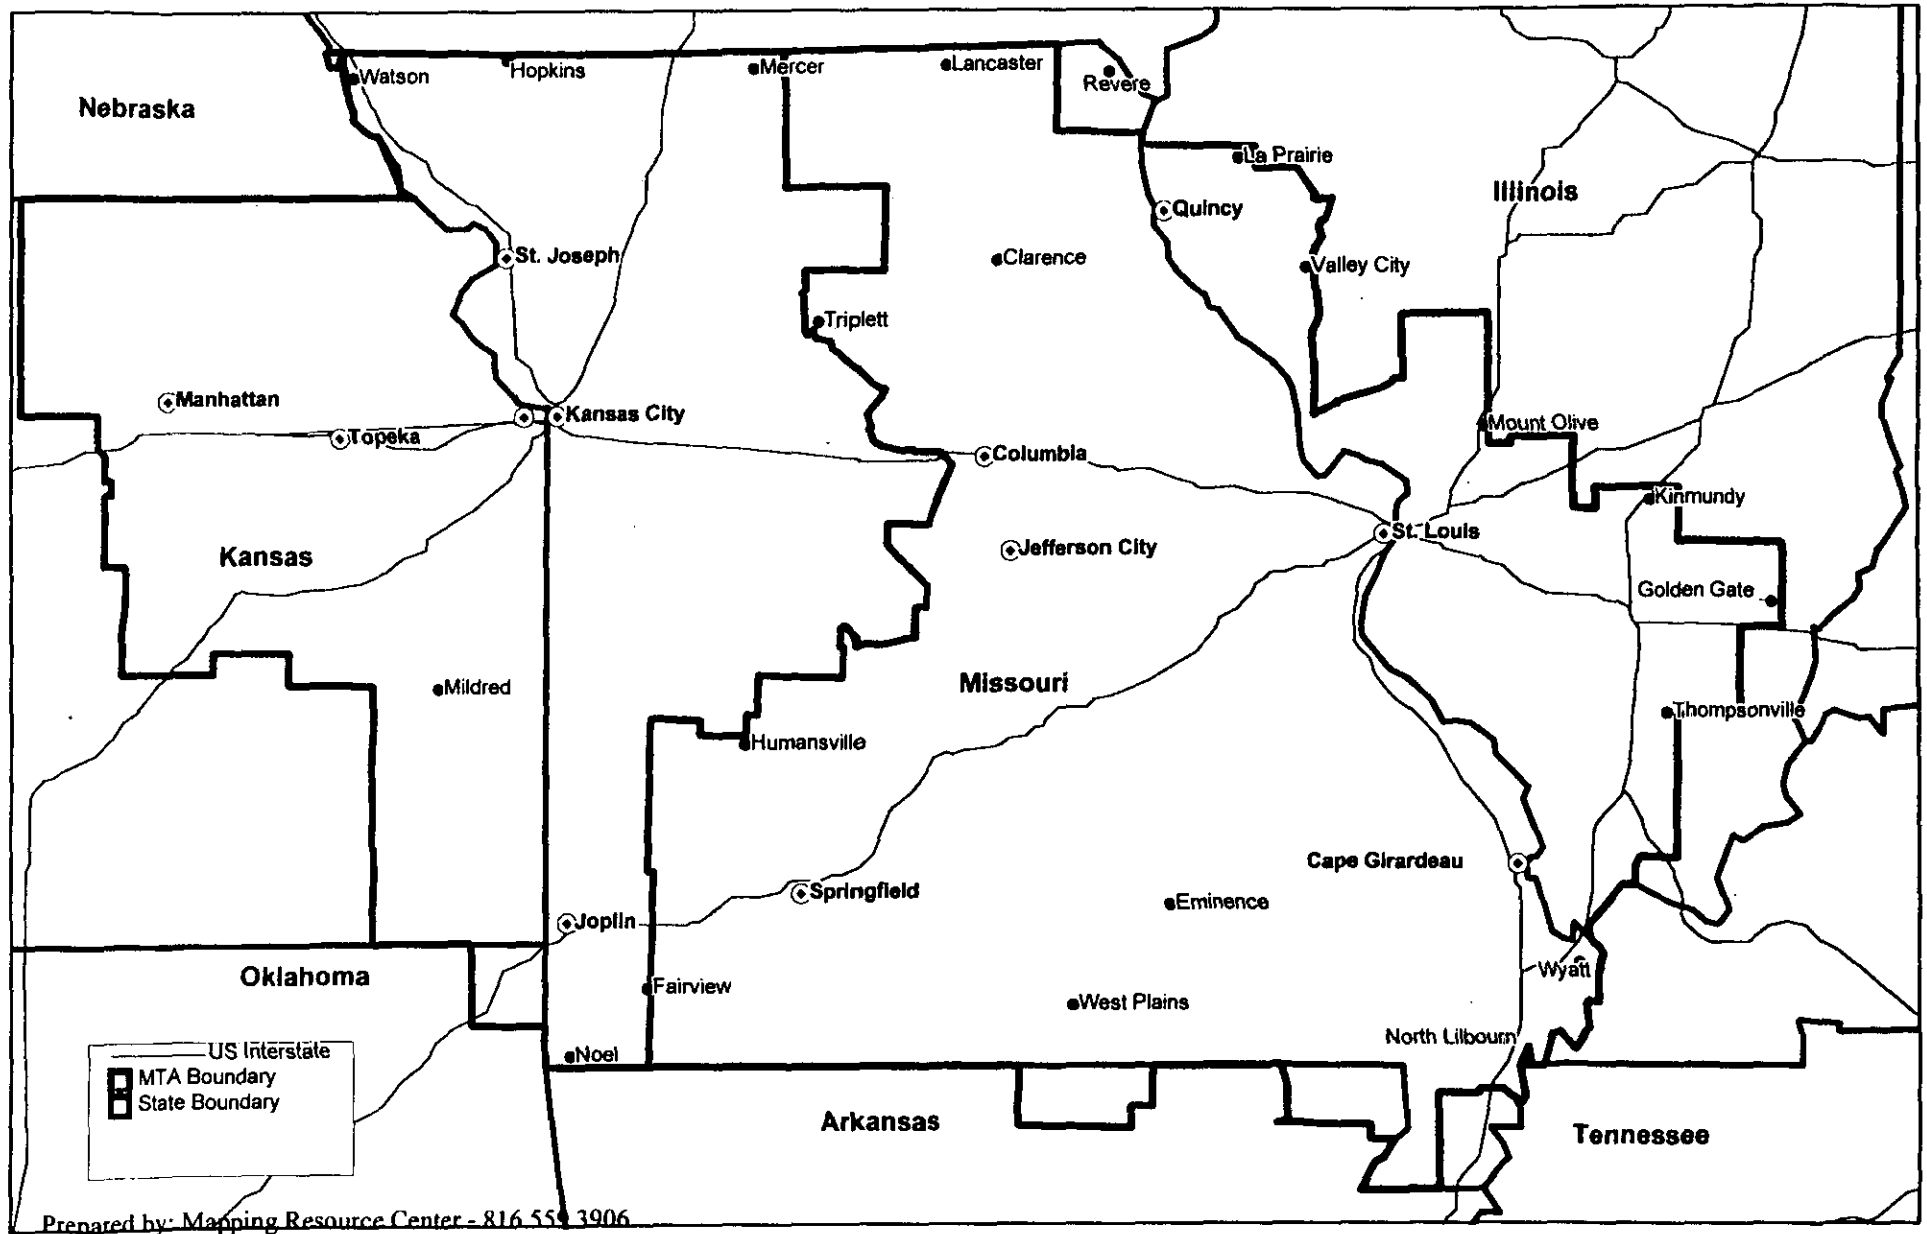 Watson
Hopkins
Mercer
Lancaster
Revere
Nebraska
La Prairie
Illinois
Quincy
St. Joseph
Clarence
Valley City
Triplett
Manhattan
Kansas City
Mount Olive
Topeka
Columbia
Kinmundy
St. Louis
Jefferson City
Kansas
Golden Gate
Missouri
Mildred
Thompsonville
Humansville
Cape Girardeau
Springfield
Eminence
Joplin
Wyatt
Oklahoma
Fairview
West Plains
North Lilbourn
US Interstate
Noel
MTA Boundary
State Boundary
Arkansas
Tennessee
Prepared by: Mapping Resource Center - 816 559 3906